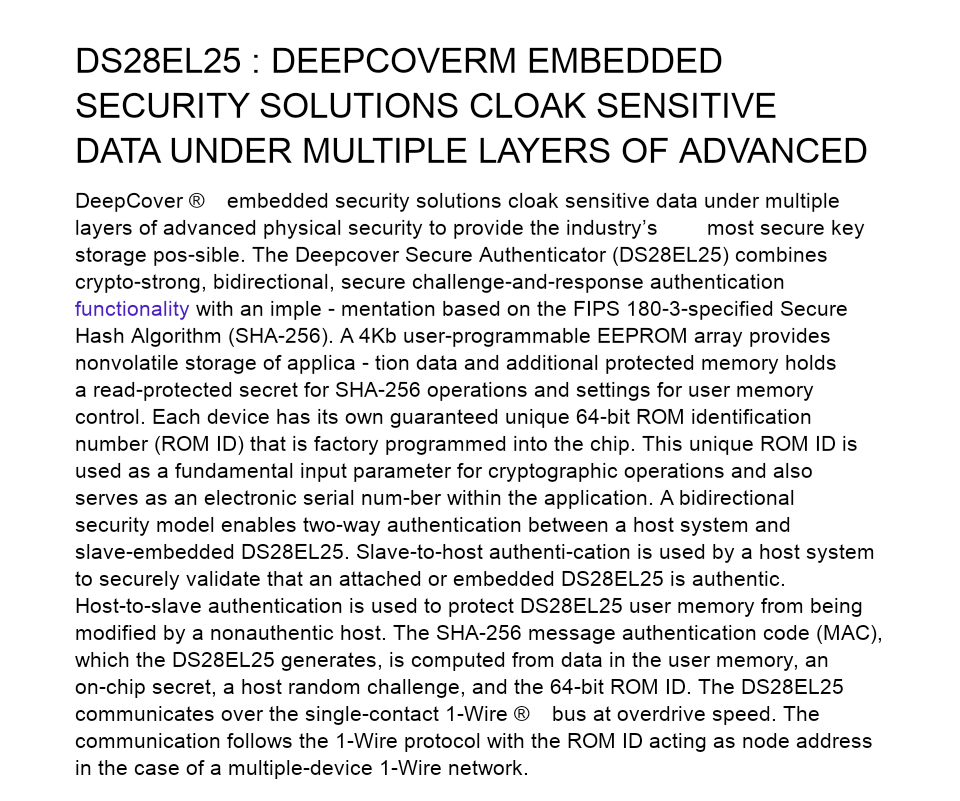 DS28EL25 : DEEPCOVERM EMBEDDED
SECURITY SOLUTIONS CLOAK SENSITIVE
DATA UNDER MULTIPLE LAYERS OF ADVANCED
DeepCover ® embedded security solutions cloak sensitive data under multiple
layers of advanced physical security to provide the industry’s most secure key
storage pos-sible. The Deepcover Secure Authenticator (DS28EL25) combines
crypto-strong, bidirectional, secure challenge-and-response authentication
functionality with an imple - mentation based on the FIPS 180-3-specified Secure
Hash Algorithm (SHA-256). A 4Kb user-programmable EEPROM array provides
nonvolatile storage of applica - tion data and additional protected memory holds
a read-protected secret for SHA-256 operations and settings for user memory
control. Each device has its own guaranteed unique 64-bit ROM identification
number (ROM ID) that is factory programmed into the chip. This unique ROM ID is
used as a fundamental input parameter for cryptographic operations and also
serves as an electronic serial num-ber within the application. A bidirectional
security model enables two-way authentication between a host system and
slave-embedded DS28EL25. Slave-to-host authenti-cation is used by a host system
to securely validate that an attached or embedded DS28EL25 is authentic.
Host-to-slave authentication is used to protect DS28EL25 user memory from being
modified by a nonauthentic host. The SHA-256 message authentication code (MAC),
which the DS28EL25 generates, is computed from data in the user memory, an
on-chip secret, a host random challenge, and the 64-bit ROM ID. The DS28EL25
communicates over the single-contact 1-Wire ® bus at overdrive speed. The
communication follows the 1-Wire protocol with the ROM ID acting as node address
in the case of a multiple-device 1-Wire network.